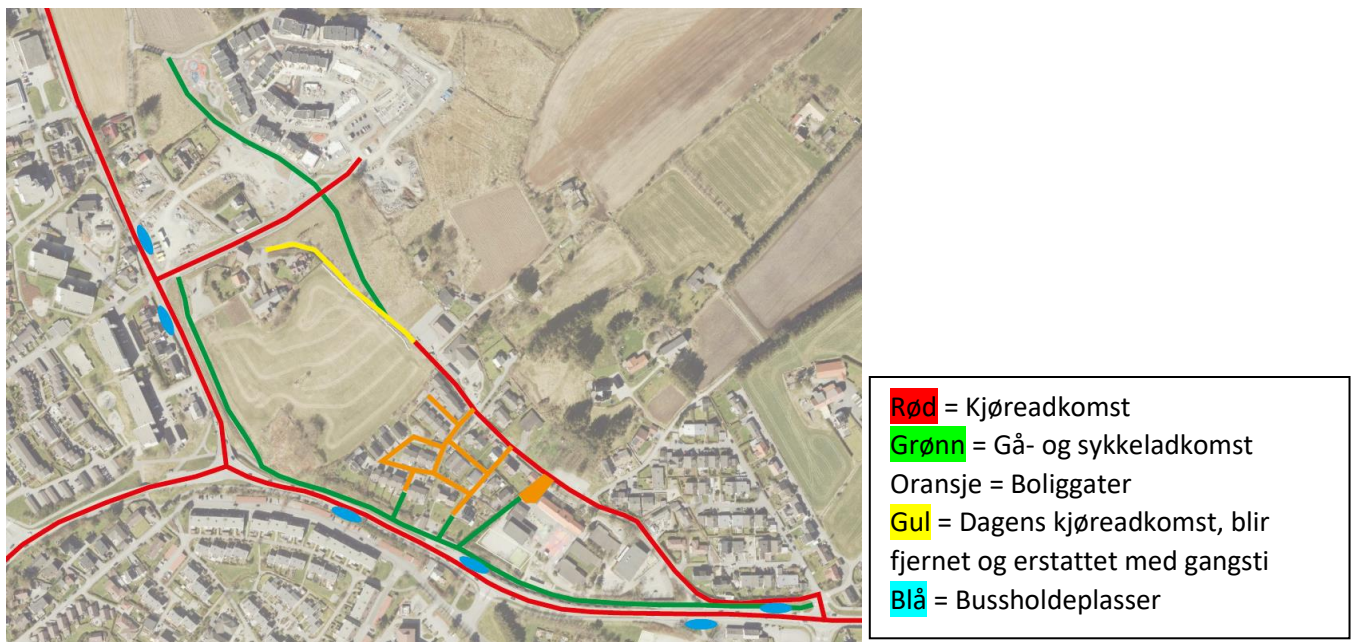 Rød = Kjøreadkomst
Grønn = Gå- og sykkeladkomst
Oransje = Boliggater
Gul = Dagens kjøreadkomst, blir
fjernet og erstattet med gangsti
Blå = Bussholdeplasser